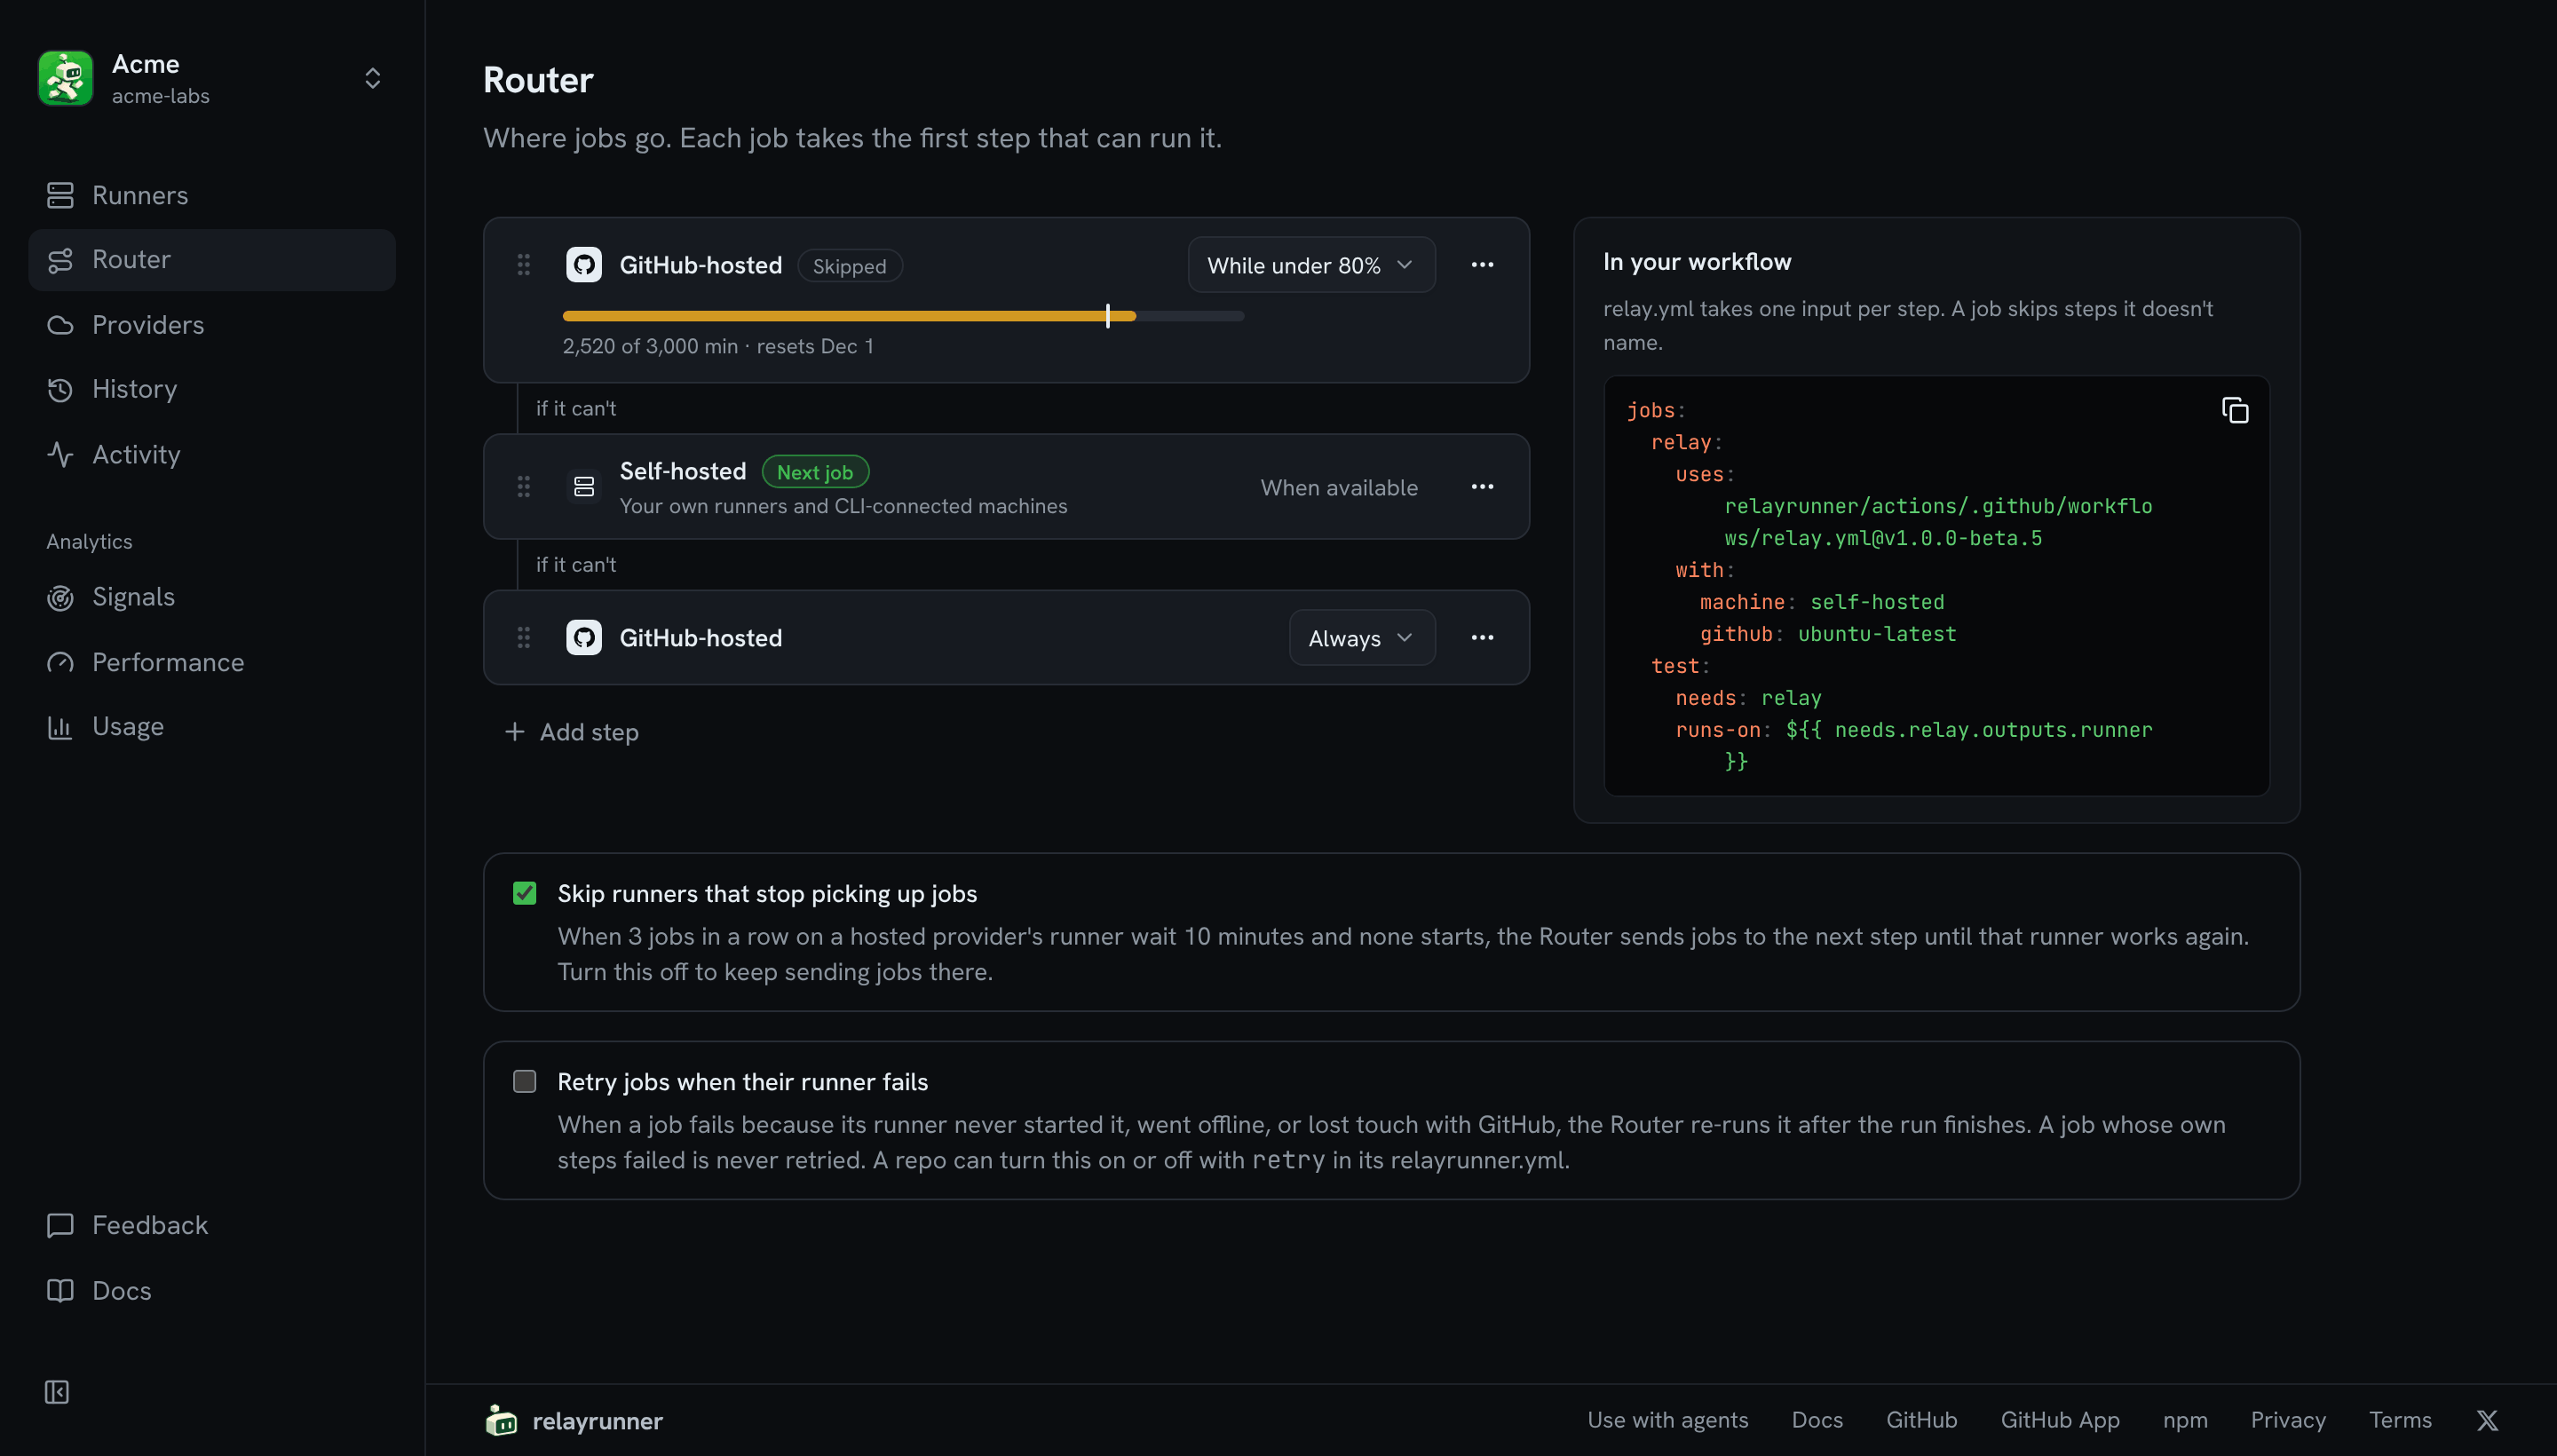 Acme
acme-labs
Runners
Router
Providers
History
Activity
Analytics
Signals
Performance
Usage
Feedback
Docs
Router
Where jobs go. Each job takes the first step that can run it.
GitHub-hosted
Skipped
While under 80%
2,520 of 3,000 min · resets Dec 1
if it can't
Self-hosted
Next job
Your own runners and CLI-connected machines
When available
if it can't
GitHub-hosted
Always
Add step
In your workflow
relay.yml takes one input per step. A job skips steps it doesn't
name.
jobs:
relay:
uses:
relayrunner/actions/.github/workflo
ws/relay.yml@v1.0.0-beta.5
with:
machine: self-hosted
github: ubuntu-latest
test:
needs: relay
runs-on: ${{ needs.relay.outputs.runner
}}
Skip runners that stop picking up jobs
When 3 jobs in a row on a hosted provider's runner wait 10 minutes and none starts, the Router sends jobs to the next step until that runner works again.
Turn this off to keep sending jobs there.
Retry jobs when their runner fails
When a job fails because its runner never started it, went offline, or lost touch with GitHub, the Router re-runs it after the run finishes. A job whose own
steps failed is never retried. A repo can turn this on or off with retry in its relayrunner.yml.
relayrunner
Use with agents
Docs
GitHub
GitHub App
npm
Privacy
Terms